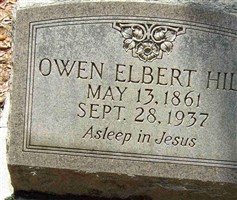 OWEN ELBERT HIL
MAY 13, 1861
SEPT. 28, 1937
Asleep in Jesus